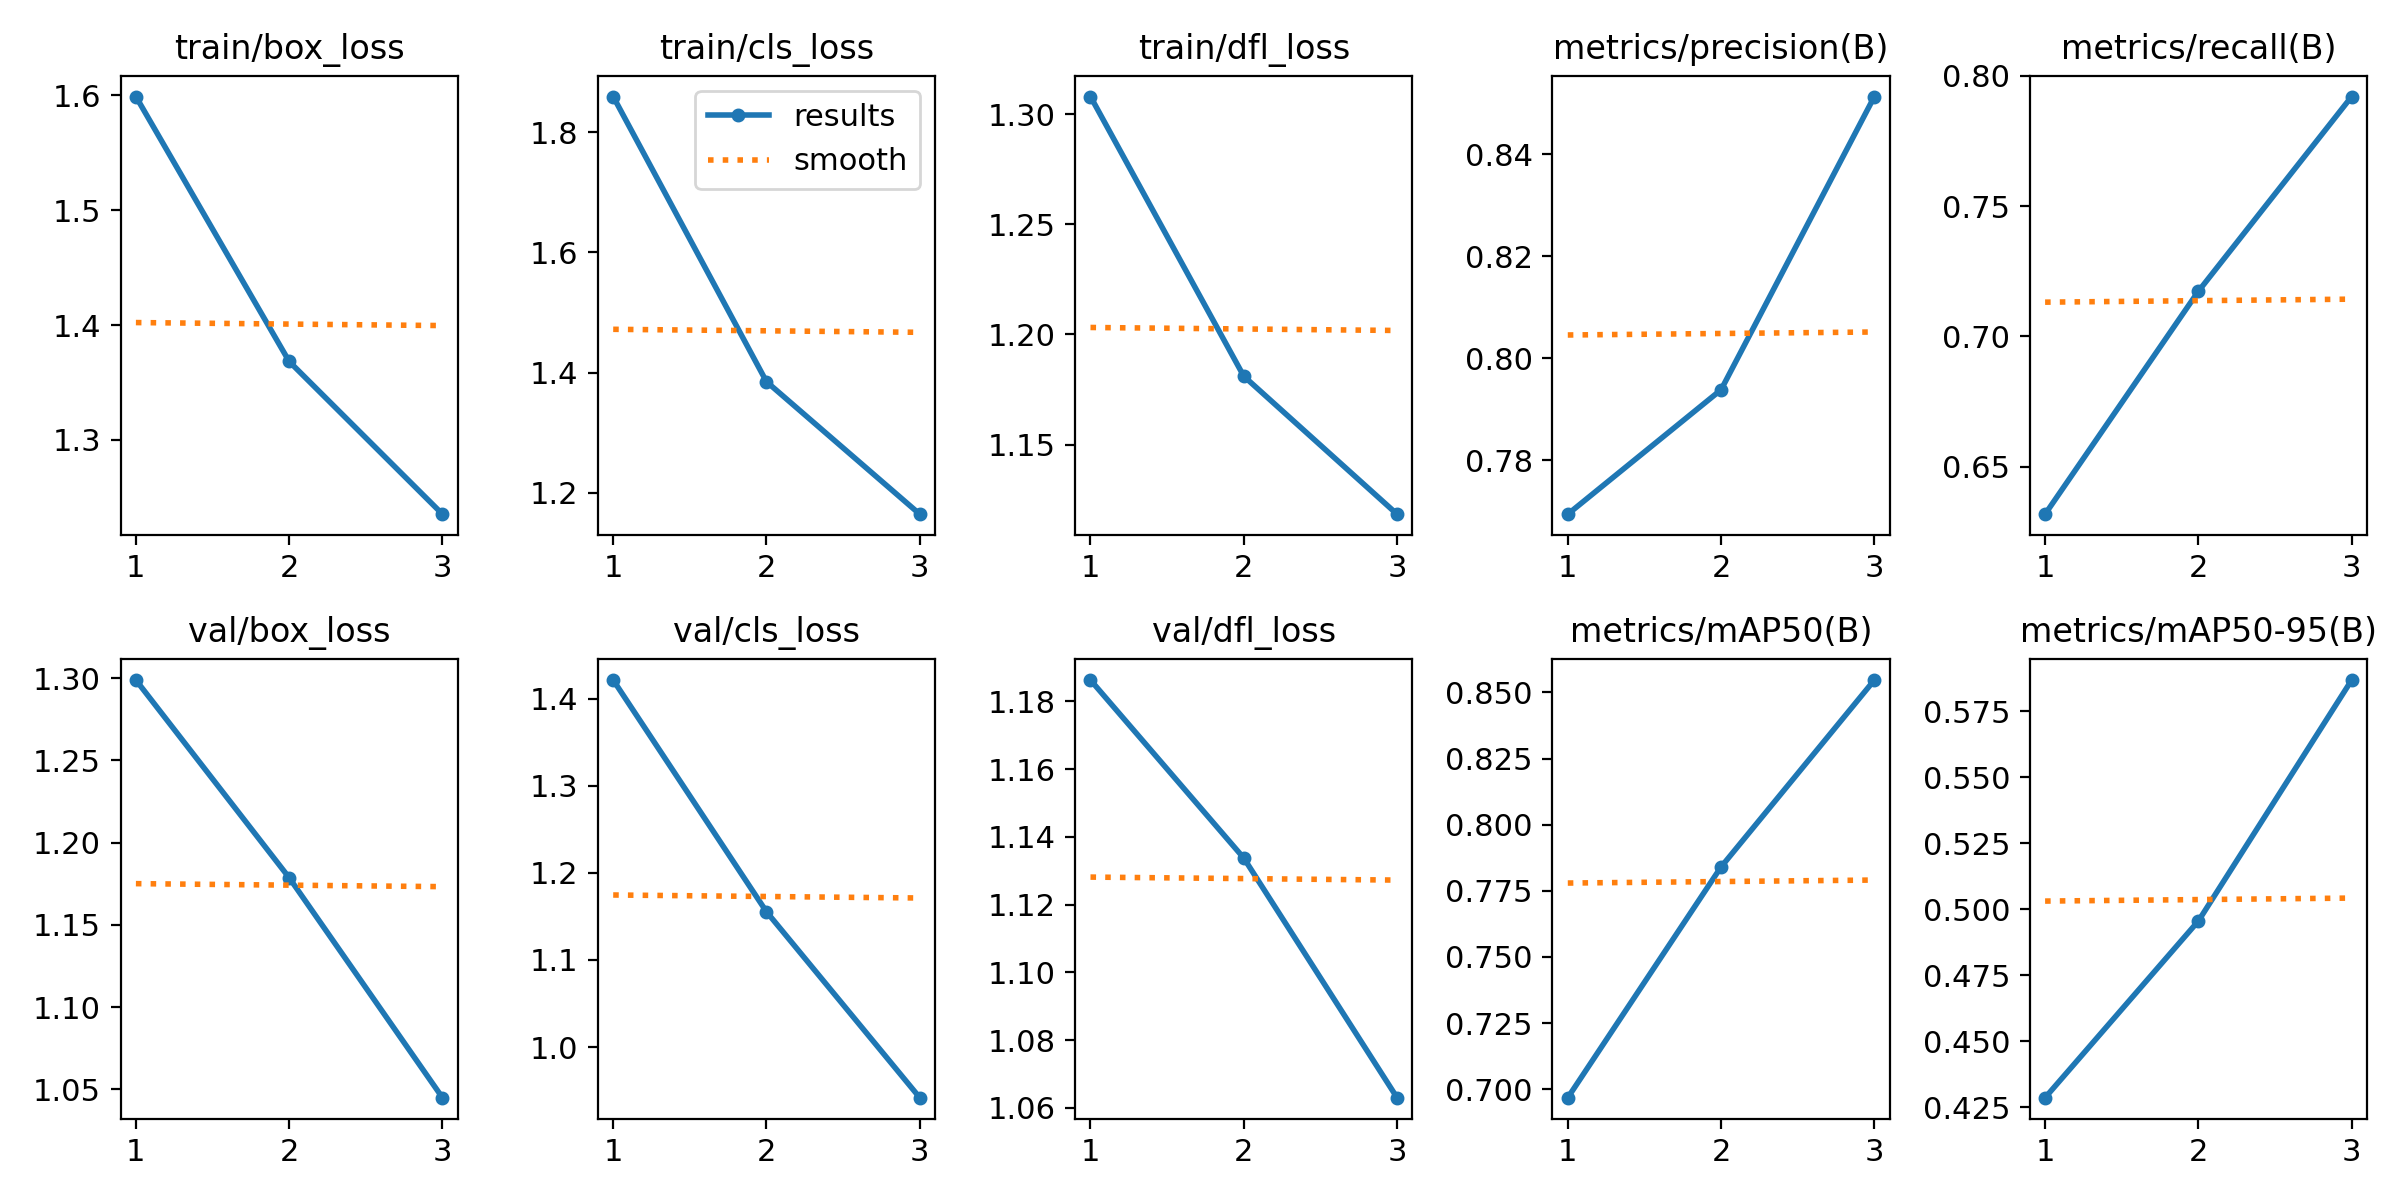 train/box_loss
1.6
1.5
1.4
1.3
1 2 3
train/cls_loss
results
smooth
1.8
1.6
1.4
1.2
1 2 3
train/dfl_loss
1.30
1.25
1.20
1.15
1 2 3
metrics/precision(B)
0.84
0.82
0.80
0.78
1 2 3
metrics/recall(B)
0.80
0.75
0.70
0.65
1 2 3
val/box_loss
1.30
1.25
1.20
1.15
1.10
1.05
1 2 3
val/cls_loss
1.4
1.3
1.2
1.1
1.0
1 2 3
val/dfl_loss
1.18
1.16
1.14
1.12
1.10
1.08
1.06
1 2 3
metrics/mAP50(B)
0.850
0.825
0.800
0.775
0.750
0.725
0.700
1 2 3
metrics/mAP50-95(B)
0.575
0.550
0.525
0.500
0.475
0.450
0.425
1 2 3